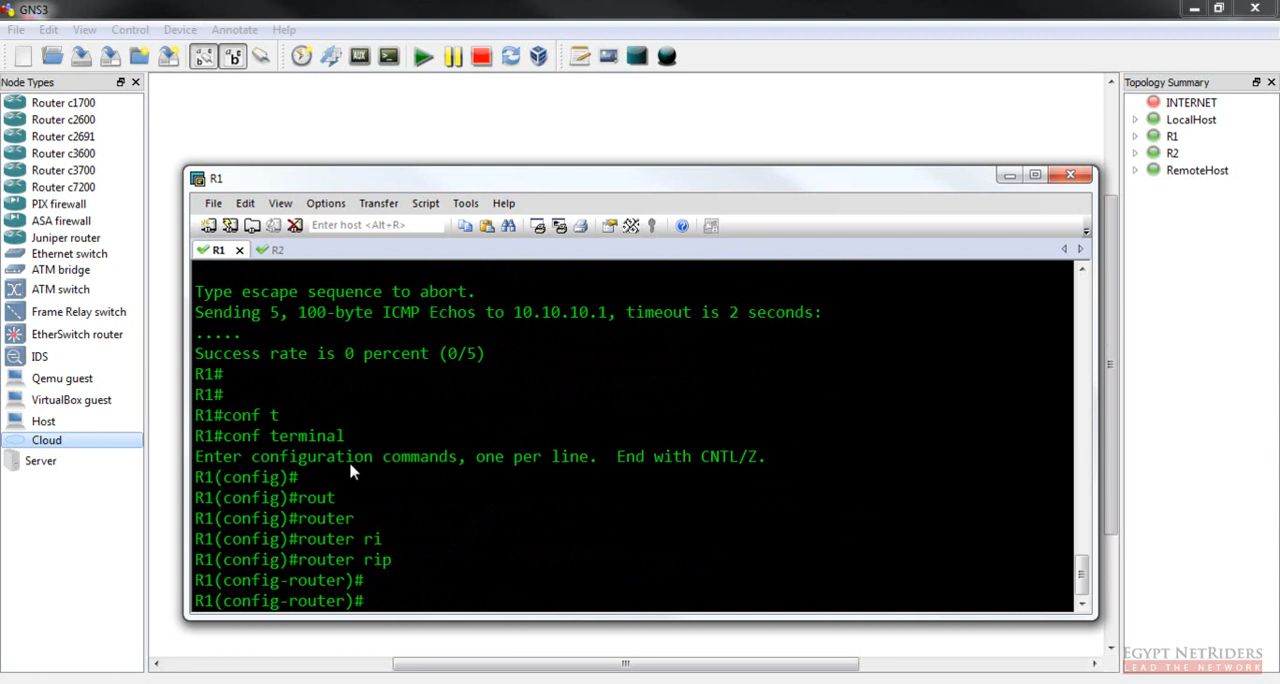 GNS3
File Edit View Control Device Annotate Help
Node Types
Router c1700
Router c2600
Router c2691
Router c3600
Router c3700
Router c7200
PIX firewall
ASA firewall
Juniper router
Ethernet switch
ATM bridge
ATM switch
Frame Relay switch
EtherSwitch router
IDS
Qemu guest
VirtualBox guest
Host
Cloud
Server
R1
File Edit View Options Transfer Script Tools Help
Enter host <Alt+R>
R1 R2
Type escape sequence to abort.
Sending 5, 100-byte ICMP Echos to 10.10.10.1, timeout is 2 seconds:
.....
Success rate is 0 percent (0/5)
R1#
R1#
R1#conf t
R1#conf terminal
Enter configuration commands, one per line.  End with CNTL/Z.
R1(config)#
R1(config)#rout
R1(config)#router
R1(config)#router ri
R1(config)#router rip
R1(config-router)#
R1(config-router)#
Topology Summary
INTERNET
LocalHost
R1
R2
RemoteHost
EGYPT NETRIDERS
LEAD THE NETWORK